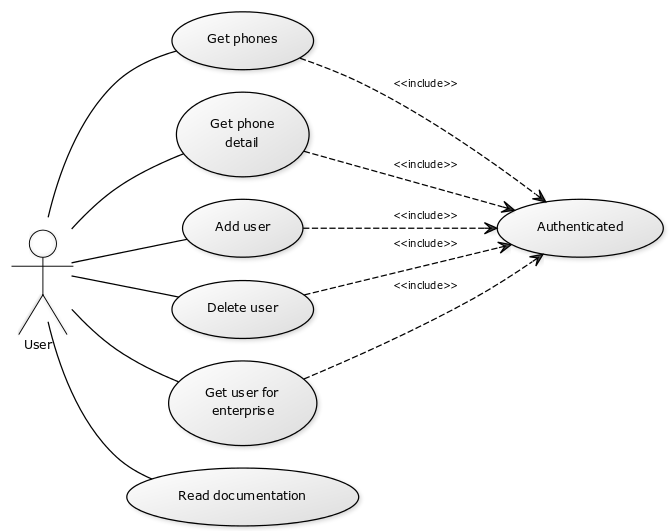 Get phones
<<include>>
Get phone
detail
<<include>>
Add user
<<include>>
Authenticated
<<include>>
Delete user
<<include>>
User
Get user for
enterprise
Read documentation